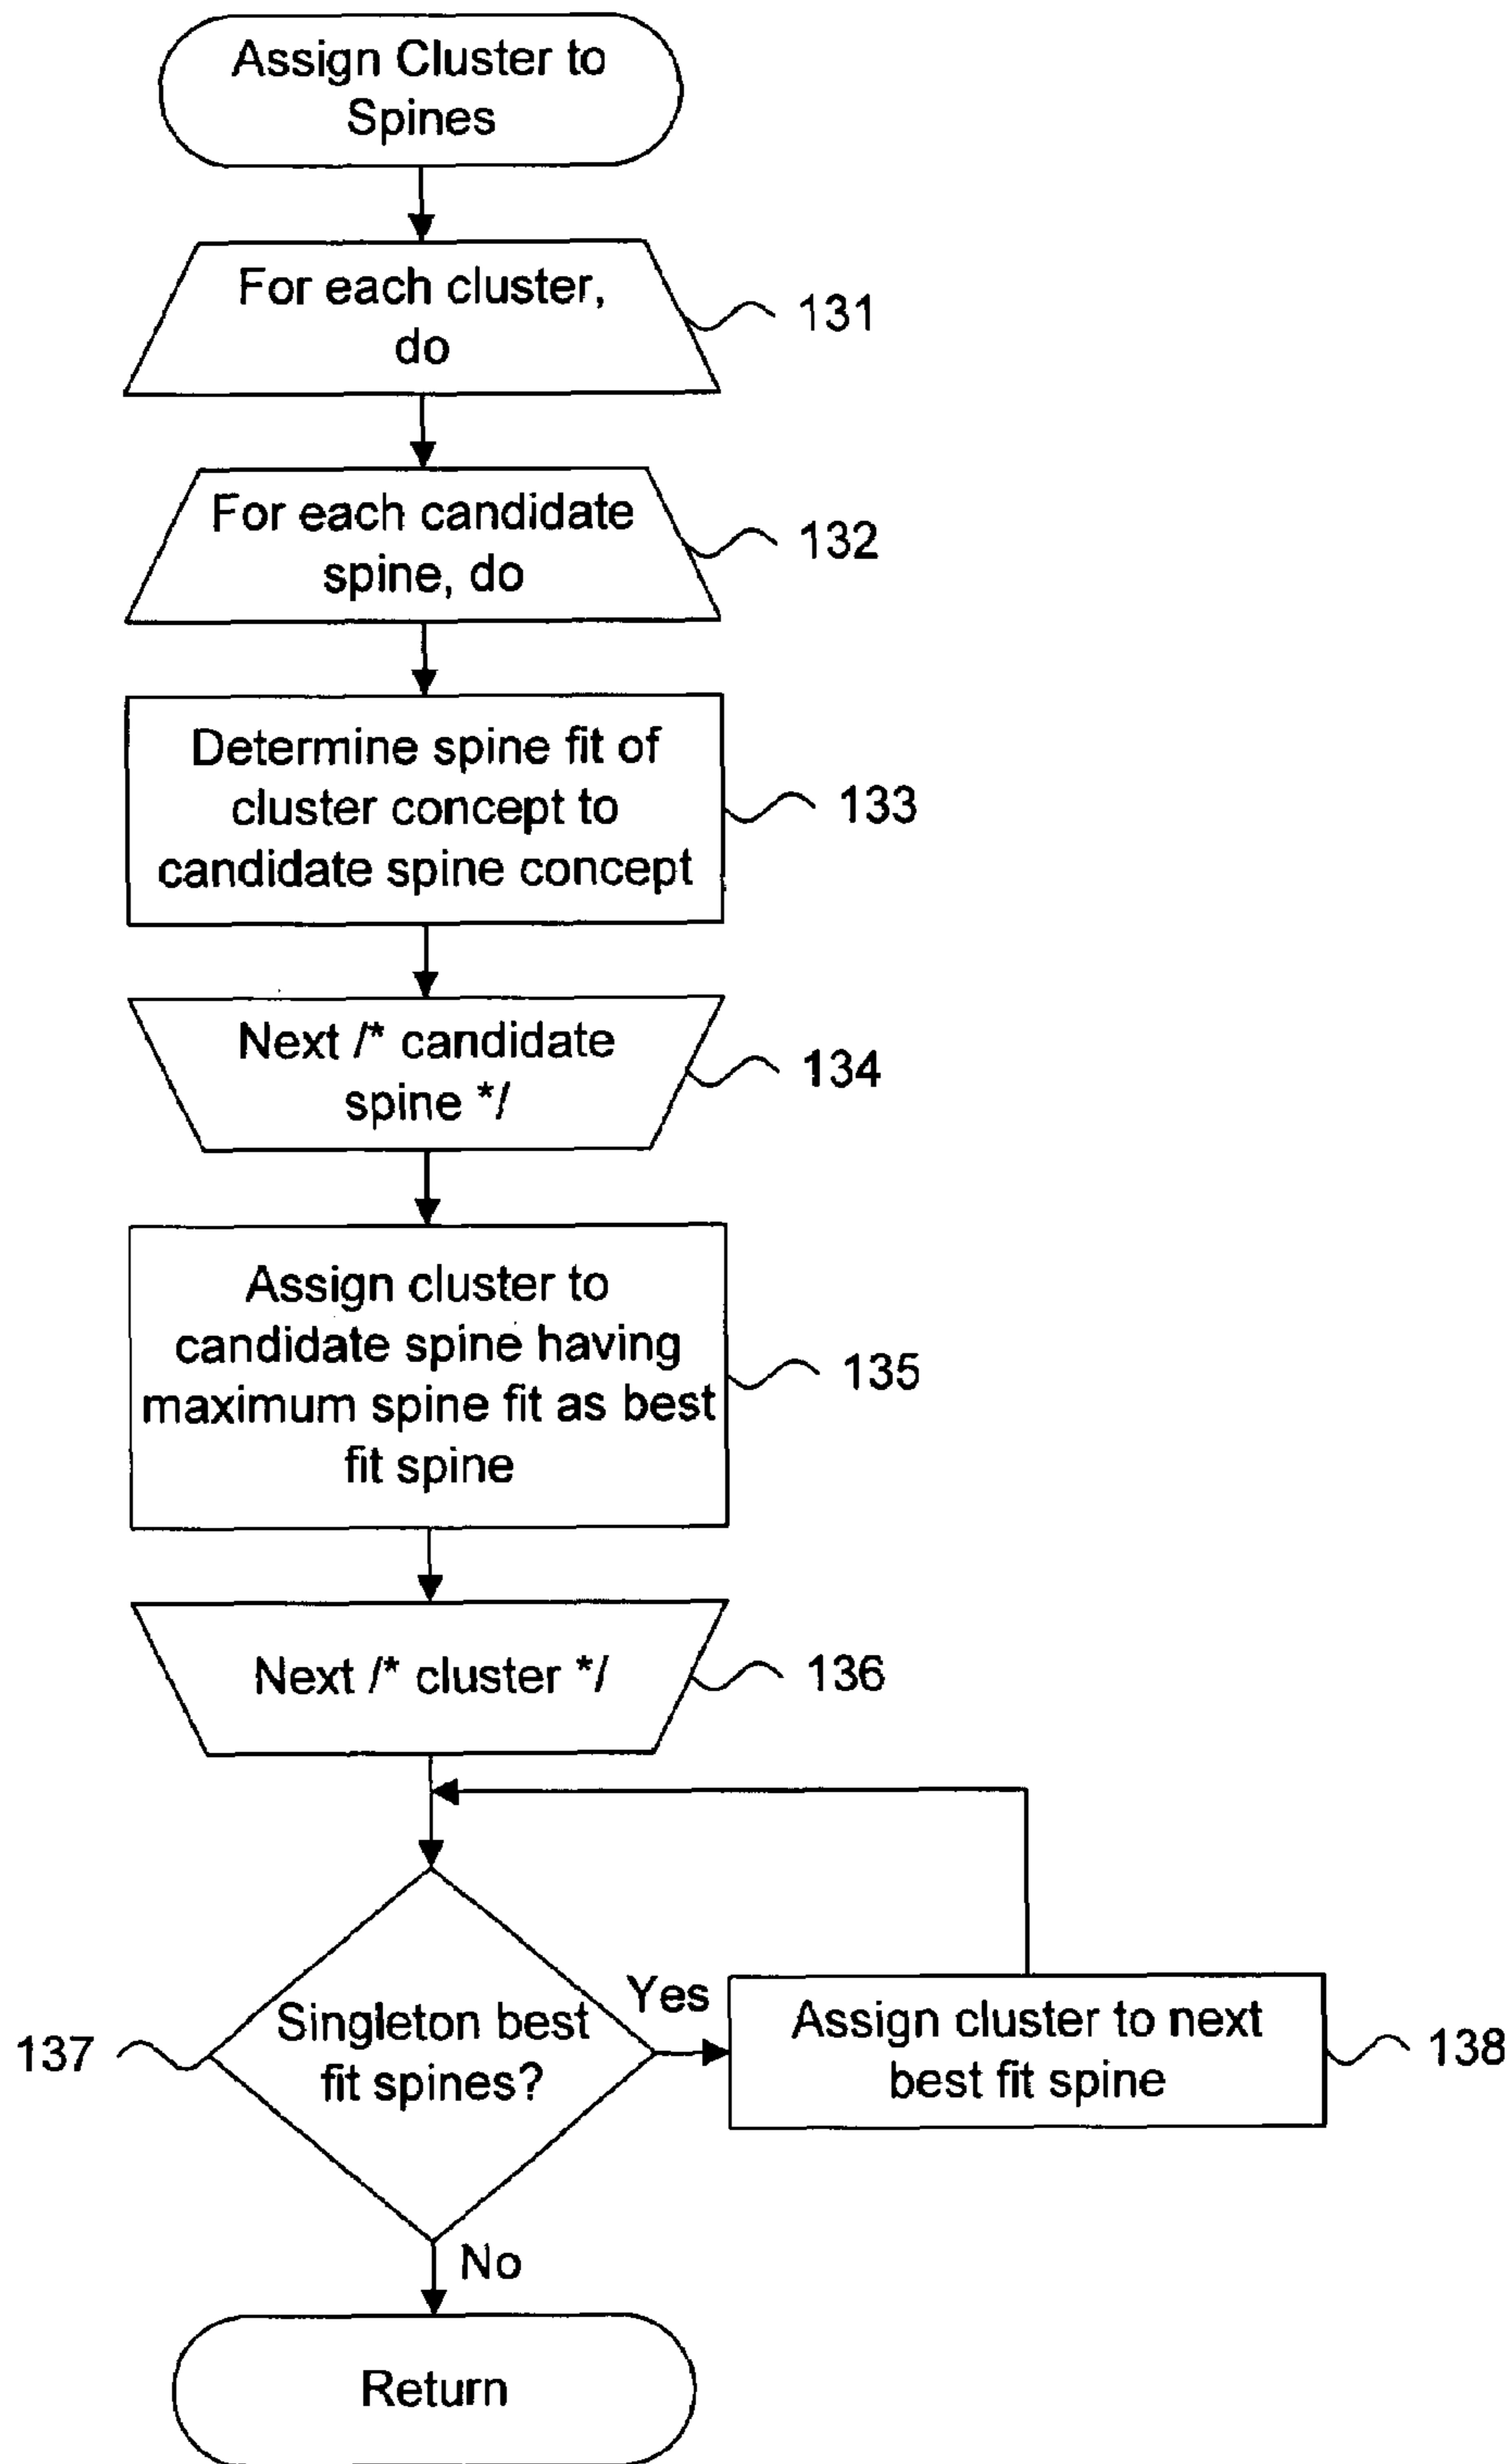 Assign Cluster to
Spines
For each cluster,
do
131
For each candidate
spine, do
132
Determine spine fit of
cluster concept to
candidate spine concept
133
Next /* candidate
spine */
134
Assign cluster to
candidate spine having
maximum spine fit as best
fit spine
135
Next /* cluster */
136
137
Singleton best
fit spines?
Yes
Assign cluster to next
best fit spine
138
No
Return